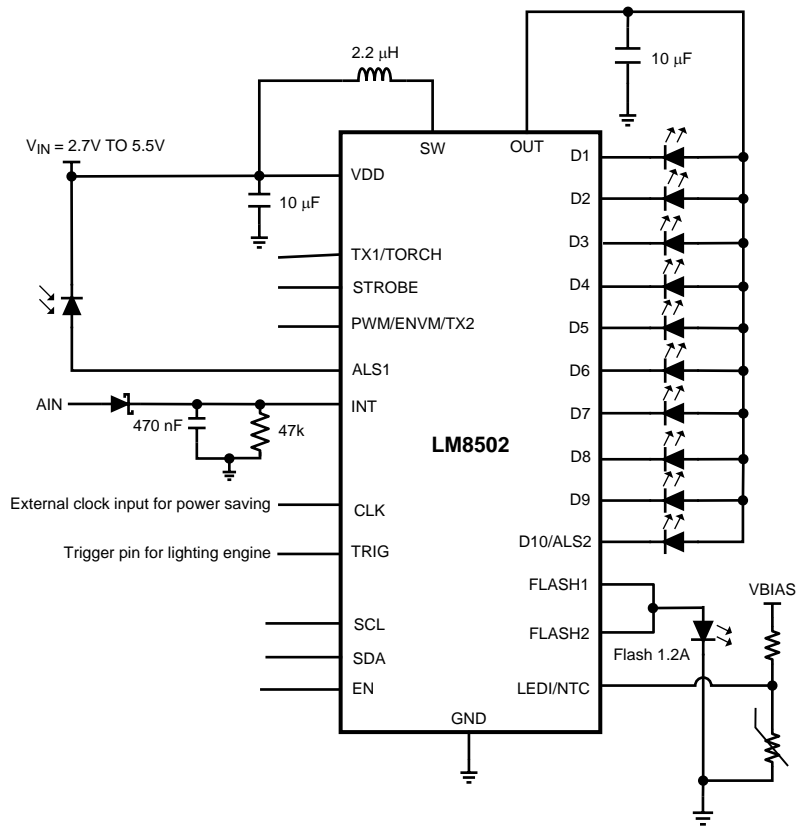 2.2 μH
10 μF
SW
OUT
V_IN = 2.7V TO 5.5V
VDD
10 μF
TX1/TORCH
STROBE
PWM/ENVM/TX2
ALS1
AIN
INT
470 nF
47k
LM8502
External clock input for power saving
CLK
Trigger pin for lighting engine
TRIG
SCL
SDA
EN
GND
D1
D2
D3
D4
D5
D6
D7
D8
D9
D10/ALS2
FLASH1
FLASH2
Flash 1.2A
VBIAS
LEDI/NTC